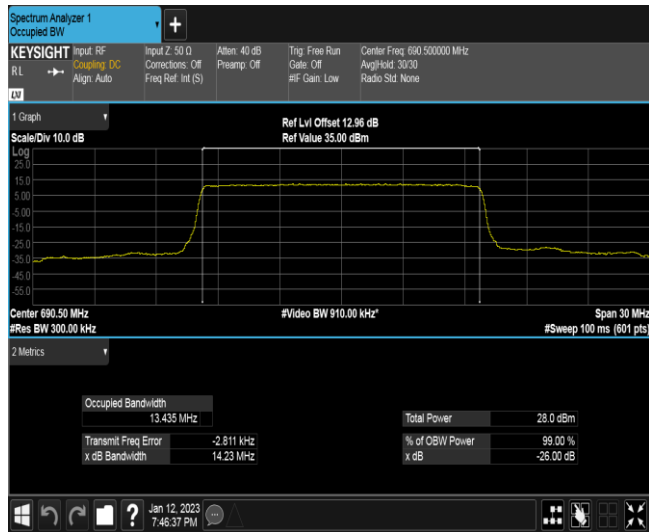 Spectrum Analyzer 1
Occupied BW
KEYSIGHT
RL
LXI
Input: RF
Coupling: DC
Align: Auto
Input Z: 50 Ω
Corrections: Off
Freq Ref: Int (S)
Atten: 40 dB
Preamp: Off
Trig: Free Run
Gate: Off
#IF Gain: Low
Center Freq: 690.500000 MHz
Avg|Hold: 30/30
Radio Std: None
1 Graph
Scale/Div 10.0 dB
Ref Lvl Offset 12.96 dB
Ref Value 35.00 dBm
Log
25.0
15.0
5.00
-5.00
-15.0
-25.0
-35.0
-45.0
-55.0
Center 690.50 MHz
#Res BW 300.00 kHz
#Video BW 910.00 kHz*
Span 30 MHz
#Sweep 100 ms (601 pts)
2 Metrics
Occupied Bandwidth
13.435 MHz
Transmit Freq Error -2.811 kHz
x dB Bandwidth 14.23 MHz
Total Power 28.0 dBm
% of OBW Power 99.00 %
x dB -26.00 dB
?
Jan 12, 2023
7:46:37 PM